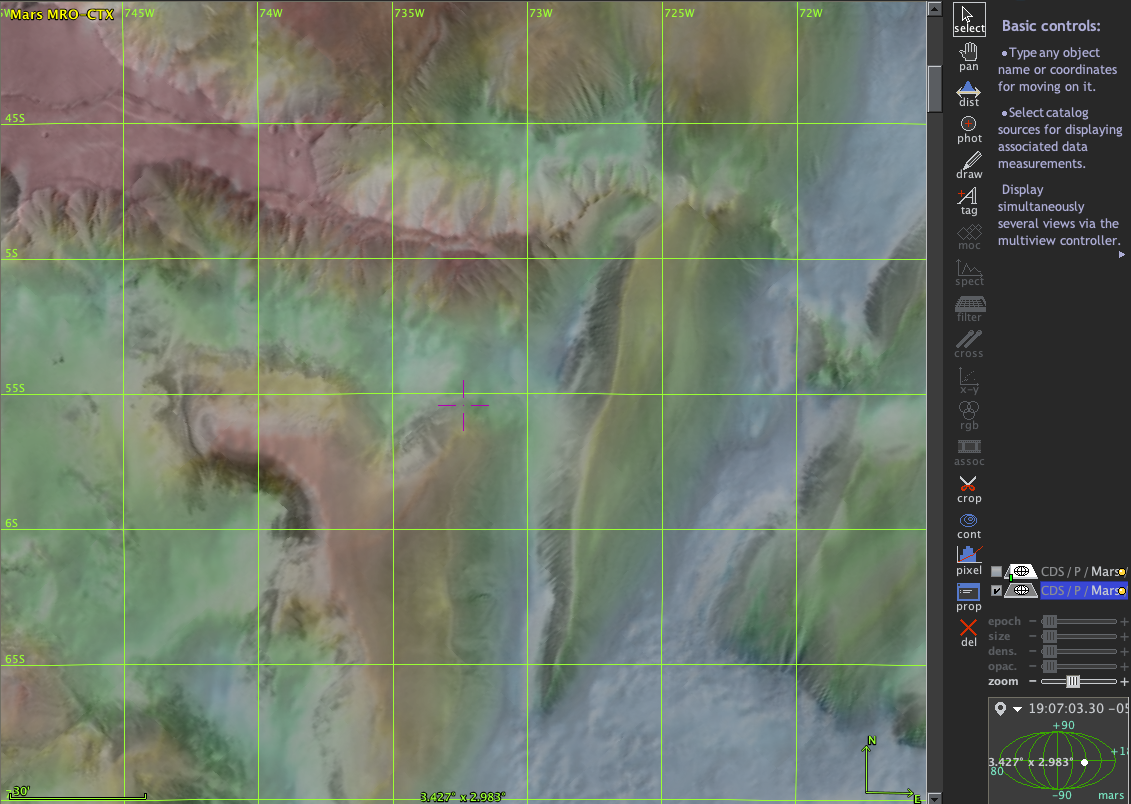 Mars MRO-CTX
745W
74W
735W
73W
725W
72W
45S
5S
55S
6S
65S
30'
3.427° x 2.983°
N
E
select
pan
dist
phot
draw
tag
moc
spect
filter
cross
x-y
rgb
assoc
crop
cont
pixel
prop
del
Basic controls:
•Type any object
name or coordinates
for moving on it.
•Select catalog
sources for displaying
associated data
measurements.
Display
simultaneously
several views via the
multiview controller.
CDS / P / Mars
CDS / P / Mars
epoch − +
size − +
dens. − +
opac. − +
zoom − +
19:07:03.30 −05
+90
+18
3.427° x 2.983°
80
−90
mars